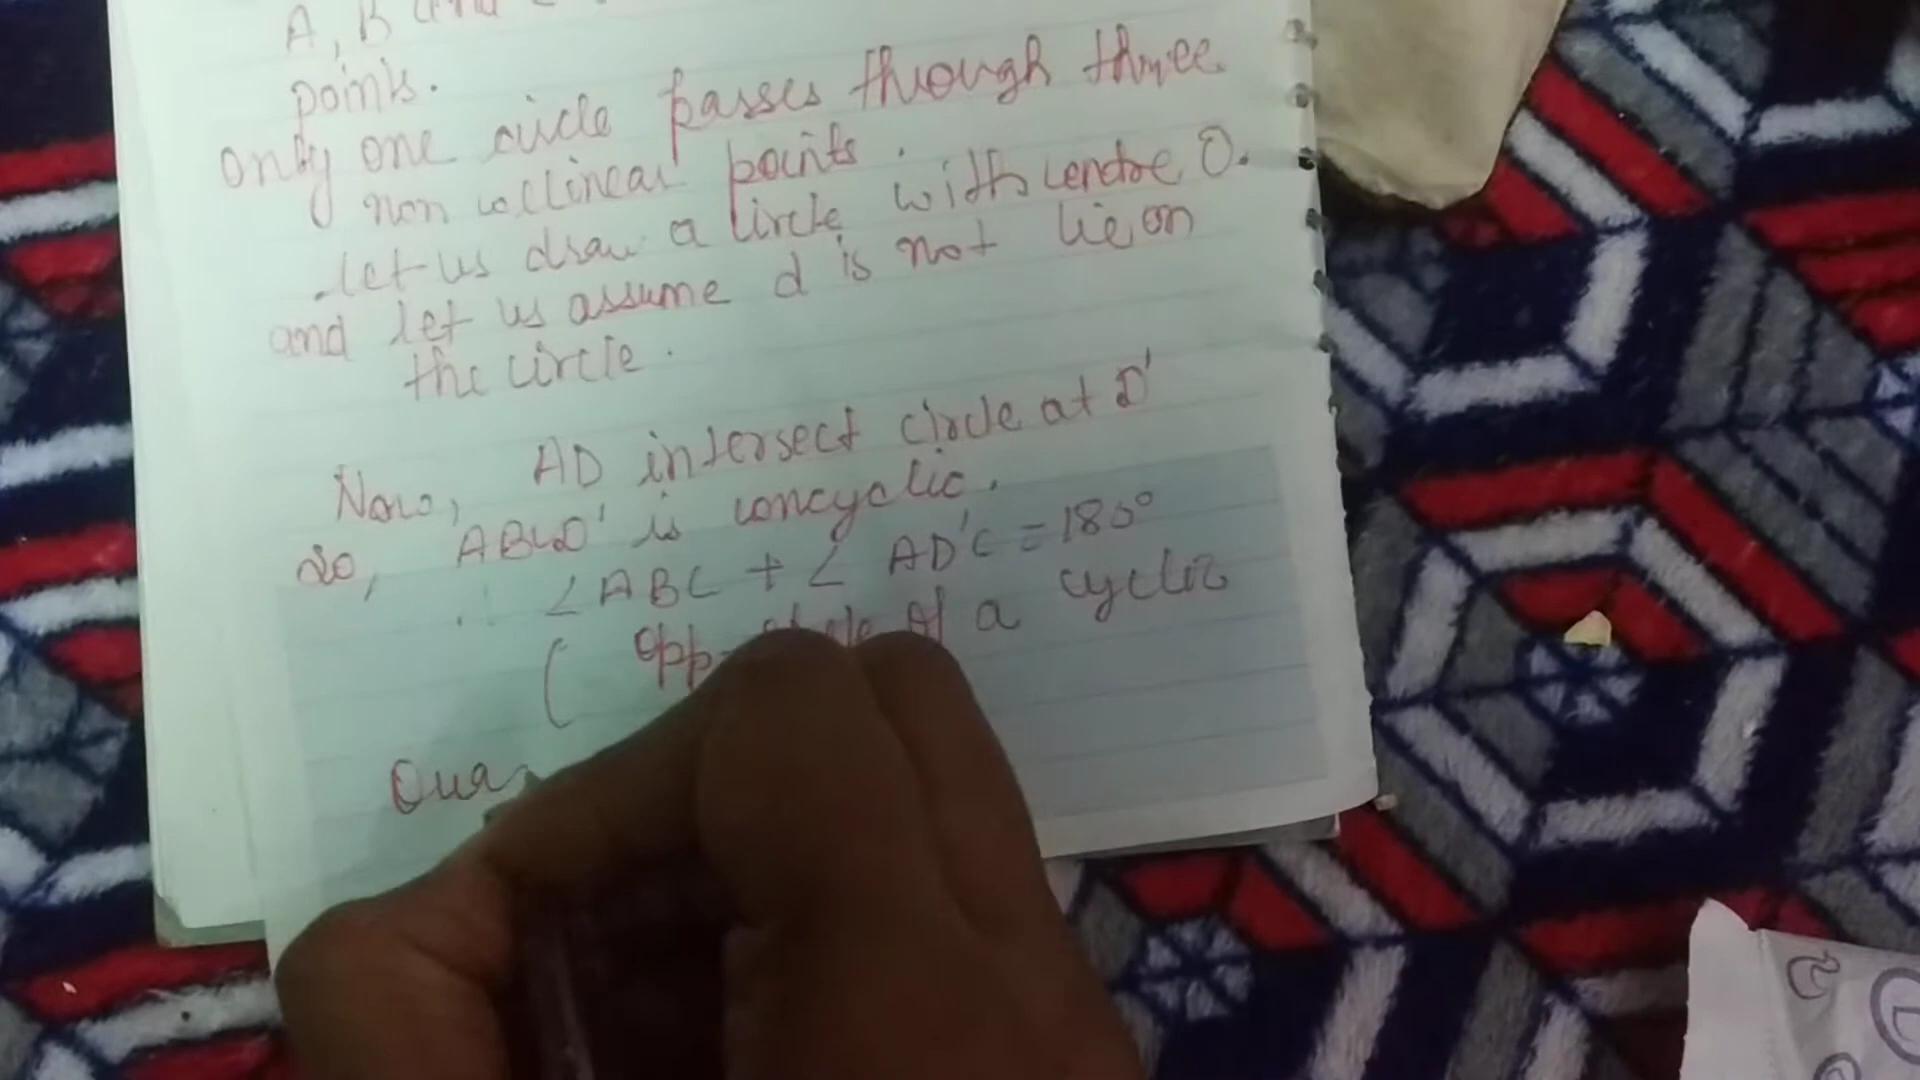 A, B and
points.
only one circle passes through three
non collinear points.
let us draw a circle with centre O.
and let us assume d is not lie on
the circle.
Now, AD intersect circle at D'
so, ABCD' is concyclic.
∴ ∠ABC + ∠AD'C = 180°
( opp of a cyclic
Qua